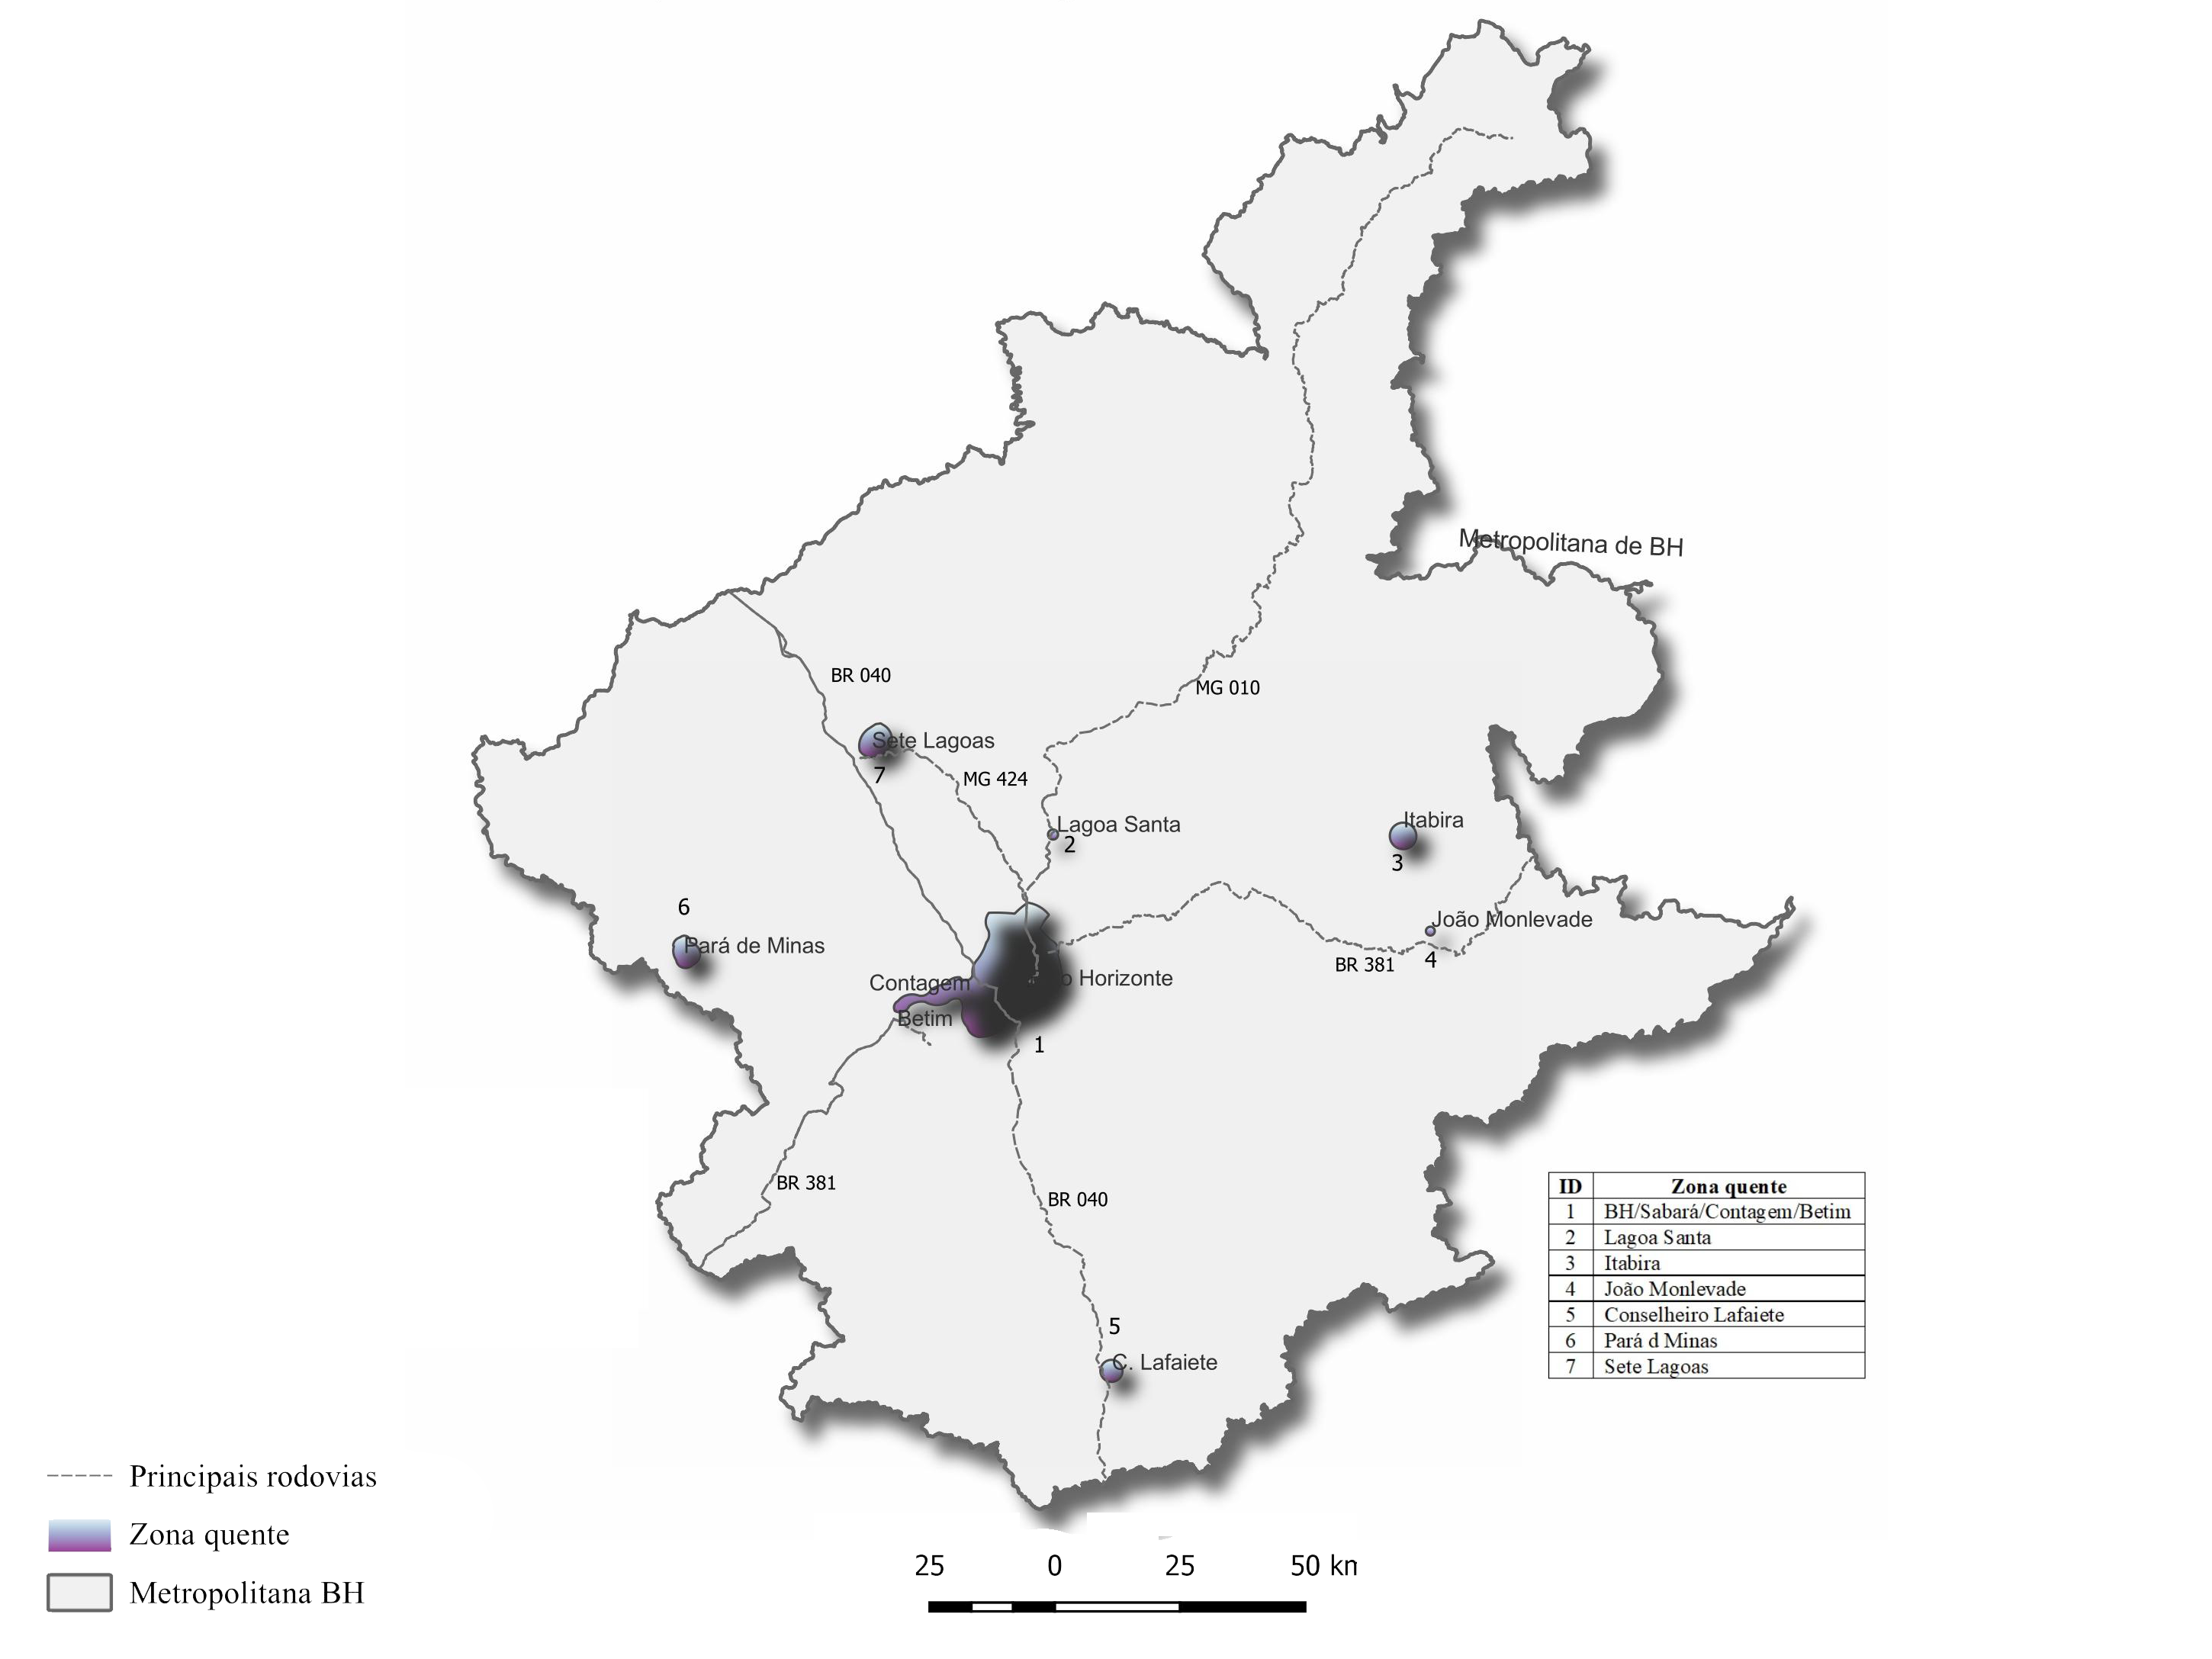 Metropolitana de BH
BR 040
MG 010
Sete Lagoas
7
MG 424
Lagoa Santa
2
Itabira
3
6
Pará de Minas
João Monlevade
4
BR 381
Contagem
Horizonte
Betim
1
BR 381
BR 040
5
C. Lafaiete
ID Zona quente
1 BH/Sabará/Contagem/Betim
2 Lagoa Santa
3 Itabira
4 João Monlevade
5 Conselheiro Lafaiete
6 Pará d Minas
7 Sete Lagoas
Principais rodovias
Zona quente
Metropolitana BH
25 0 25 50